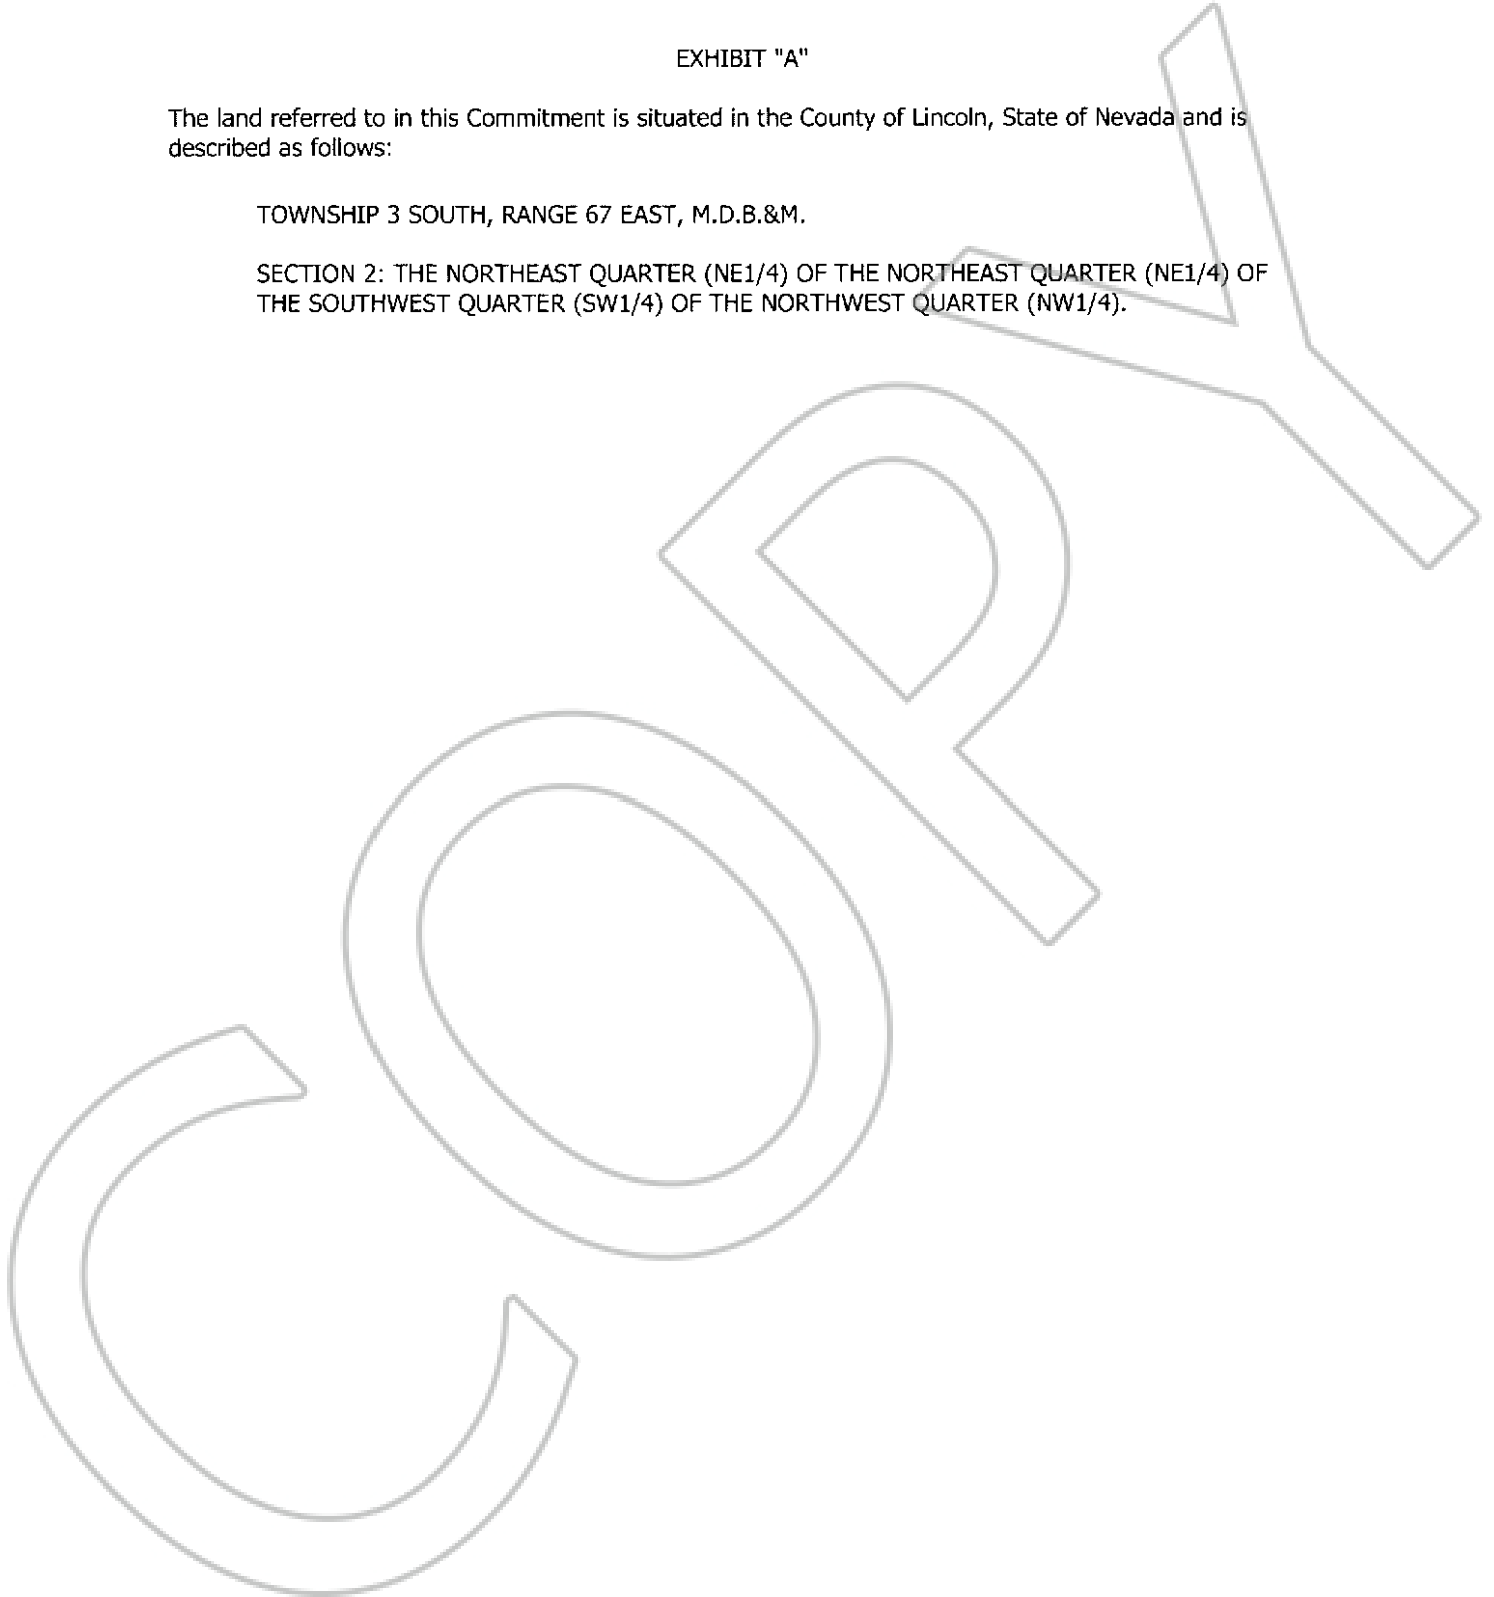 EXHIBIT "A"
The land referred to in this Commitment is situated in the County of Lincoln, State of Nevada and is
described as follows:
TOWNSHIP 3 SOUTH, RANGE 67 EAST, M.D.B.&M.
SECTION 2: THE NORTHEAST QUARTER (NE1/4) OF THE NORTHEAST QUARTER (NE1/4) OF
THE SOUTHWEST QUARTER (SW1/4) OF THE NORTHWEST QUARTER (NW1/4).
COPY